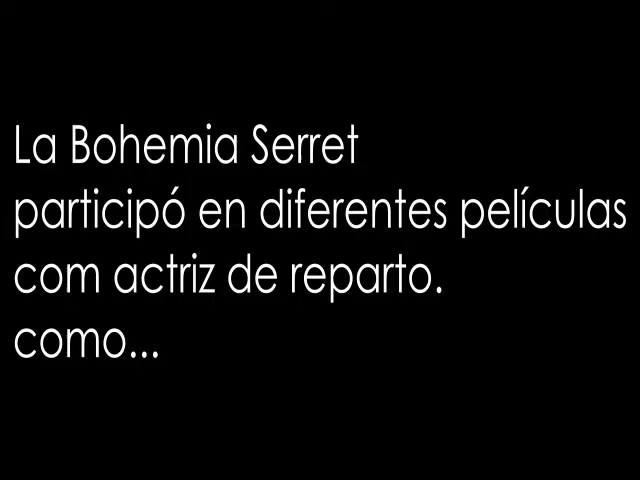 La Bohemia Serret
participó en diferentes películas
com actriz de reparto.
como...